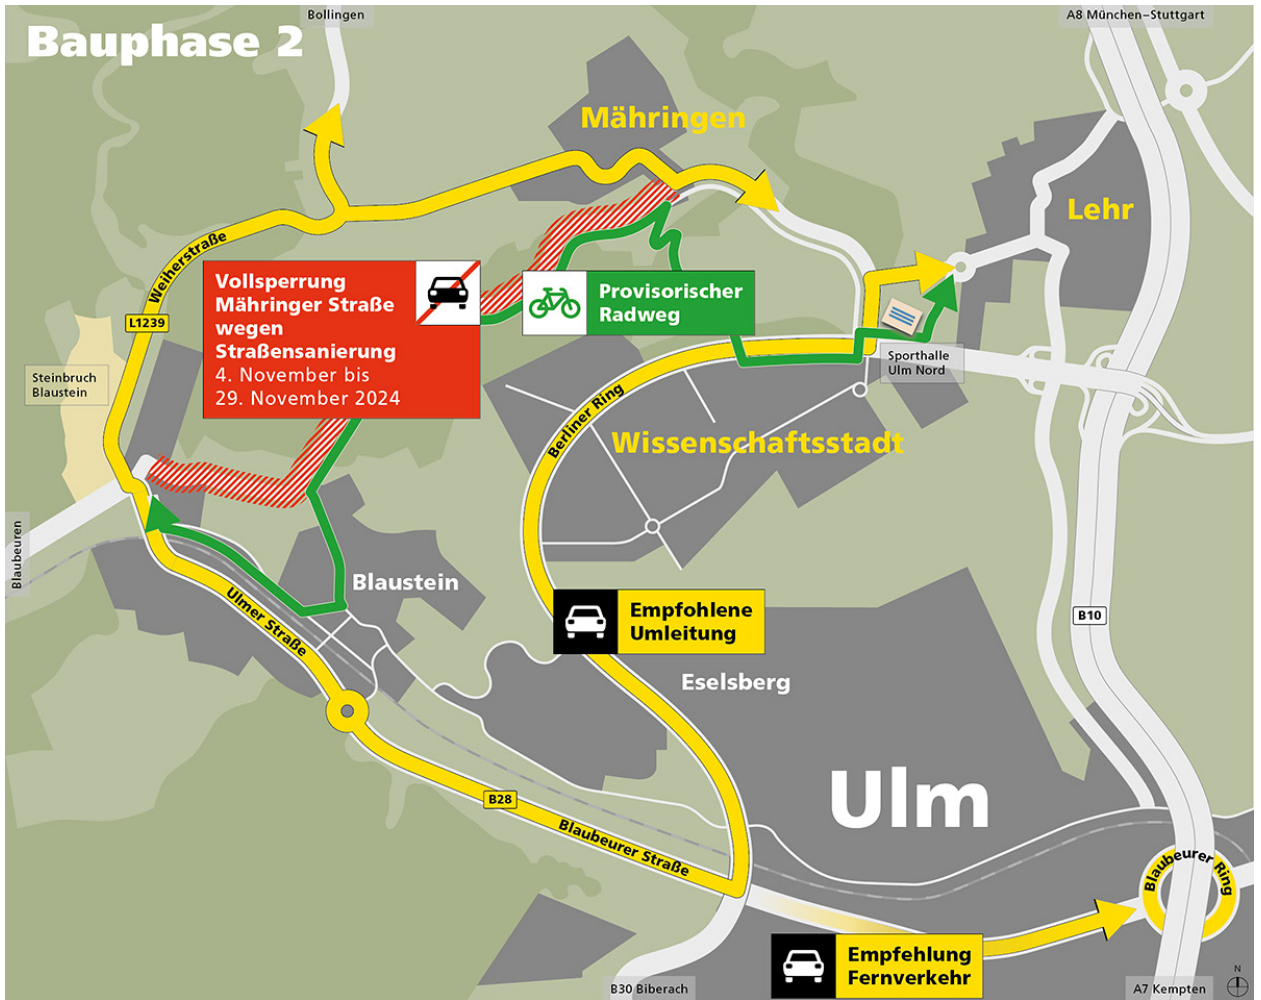 Bollingen
A8 München–Stuttgart
Bauphase 2
Mähringen
Lehr
Weiherstraße
L1239
Vollsperrung
Mähringer Straße
wegen
Straßensanierung
4. November bis
29. November 2024
Provisorischer
Radweg
Steinbruch
Blaustein
Sporthalle
Ulm Nord
Berliner Ring
Wissenschaftsstadt
Blaubeuren
Blaustein
Ulmer Straße
Empfohlene
Umleitung
B10
Eselsberg
Ulm
B28
Blaubeurer Straße
Blaubeurer Ring
Empfehlung
Fernverkehr
B30 Biberach
A7 Kempten
N